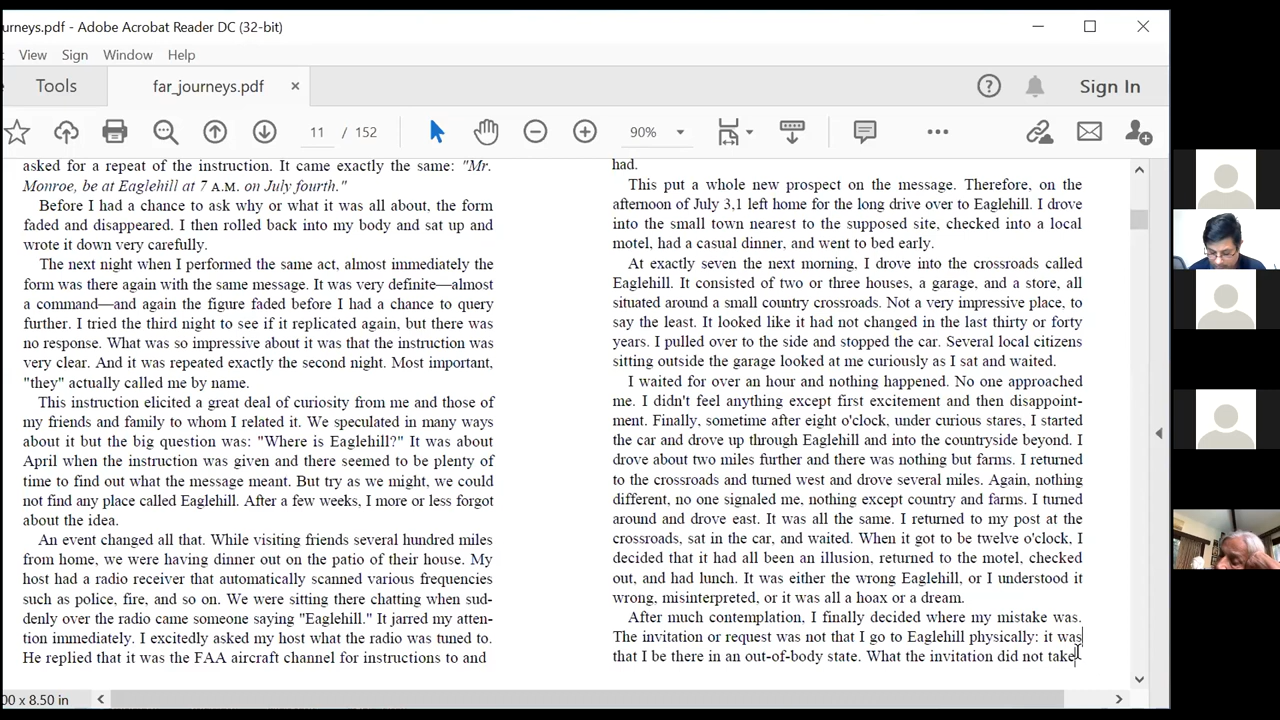 urneys.pdf - Adobe Acrobat Reader DC (32-bit)
View Sign Window Help
Tools far_journeys.pdf × Sign In
11 / 152 90%
asked for a repeat of the instruction. It came exactly the same: "Mr.
Monroe, be at Eaglehill at 7 A.M. on July fourth."
Before I had a chance to ask why or what it was all about, the form
faded and disappeared. I then rolled back into my body and sat up and
wrote it down very carefully.
The next night when I performed the same act, almost immediately the
form was there again with the same message. It was very definite—almost
a command—and again the figure faded before I had a chance to query
further. I tried the third night to see if it replicated again, but there was
no response. What was so impressive about it was that the instruction was
very clear. And it was repeated exactly the second night. Most important,
"they" actually called me by name.
This instruction elicited a great deal of curiosity from me and those of
my friends and family to whom I related it. We speculated in many ways
about it but the big question was: "Where is Eaglehill?" It was about
April when the instruction was given and there seemed to be plenty of
time to find out what the message meant. But try as we might, we could
not find any place called Eaglehill. After a few weeks, I more or less forgot
about the idea.
An event changed all that. While visiting friends several hundred miles
from home, we were having dinner out on the patio of their house. My
host had a radio receiver that automatically scanned various frequencies
such as police, fire, and so on. We were sitting there chatting when sud-
denly over the radio came someone saying "Eaglehill." It jarred my atten-
tion immediately. I excitedly asked my host what the radio was tuned to.
He replied that it was the FAA aircraft channel for instructions to and
had.
This put a whole new prospect on the message. Therefore, on the
afternoon of July 3,1 left home for the long drive over to Eaglehill. I drove
into the small town nearest to the supposed site, checked into a local
motel, had a casual dinner, and went to bed early.
At exactly seven the next morning, I drove into the crossroads called
Eaglehill. It consisted of two or three houses, a garage, and a store, all
situated around a small country crossroads. Not a very impressive place, to
say the least. It looked like it had not changed in the last thirty or forty
years. I pulled over to the side and stopped the car. Several local citizens
sitting outside the garage looked at me curiously as I sat and waited.
I waited for over an hour and nothing happened. No one approached
me. I didn't feel anything except first excitement and then disappoint-
ment. Finally, sometime after eight o'clock, under curious stares, I started
the car and drove up through Eaglehill and into the countryside beyond. I
drove about two miles further and there was nothing but farms. I returned
to the crossroads and turned west and drove several miles. Again, nothing
different, no one signaled me, nothing except country and farms. I turned
around and drove east. It was all the same. I returned to my post at the
crossroads, sat in the car, and waited. When it got to be twelve o'clock, I
decided that it had all been an illusion, returned to the motel, checked
out, and had lunch. It was either the wrong Eaglehill, or I understood it
wrong, misinterpreted, or it was all a hoax or a dream.
After much contemplation, I finally decided where my mistake was.
The invitation or request was not that I go to Eaglehill physically: it was
that I be there in an out-of-body state. What the invitation did not take
00 x 8.50 in